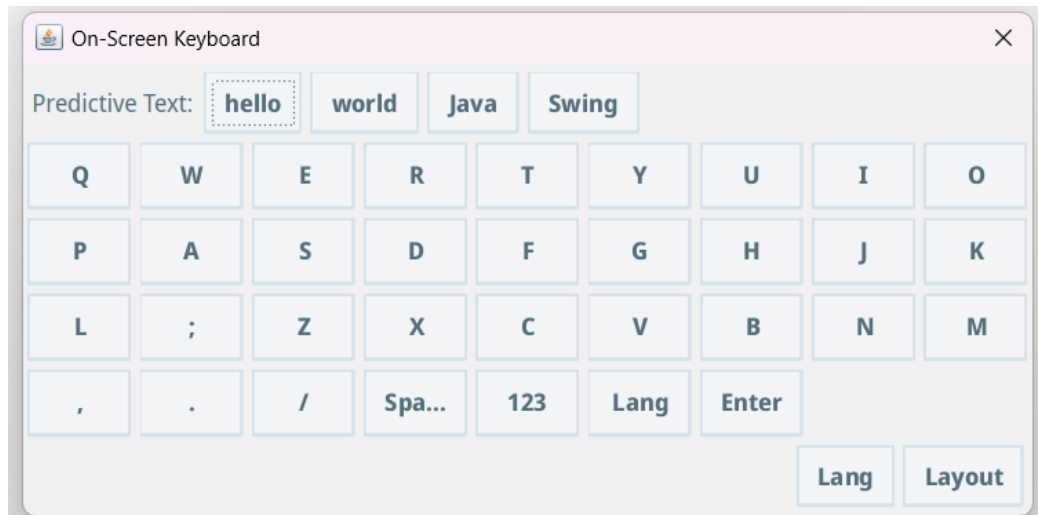 On-Screen Keyboard
Predictive Text: hello world Java Swing
Q W E R T Y U I O
P A S D F G H J K
L ; Z X C V B N M
, . / Spa... 123 Lang Enter
Lang Layout